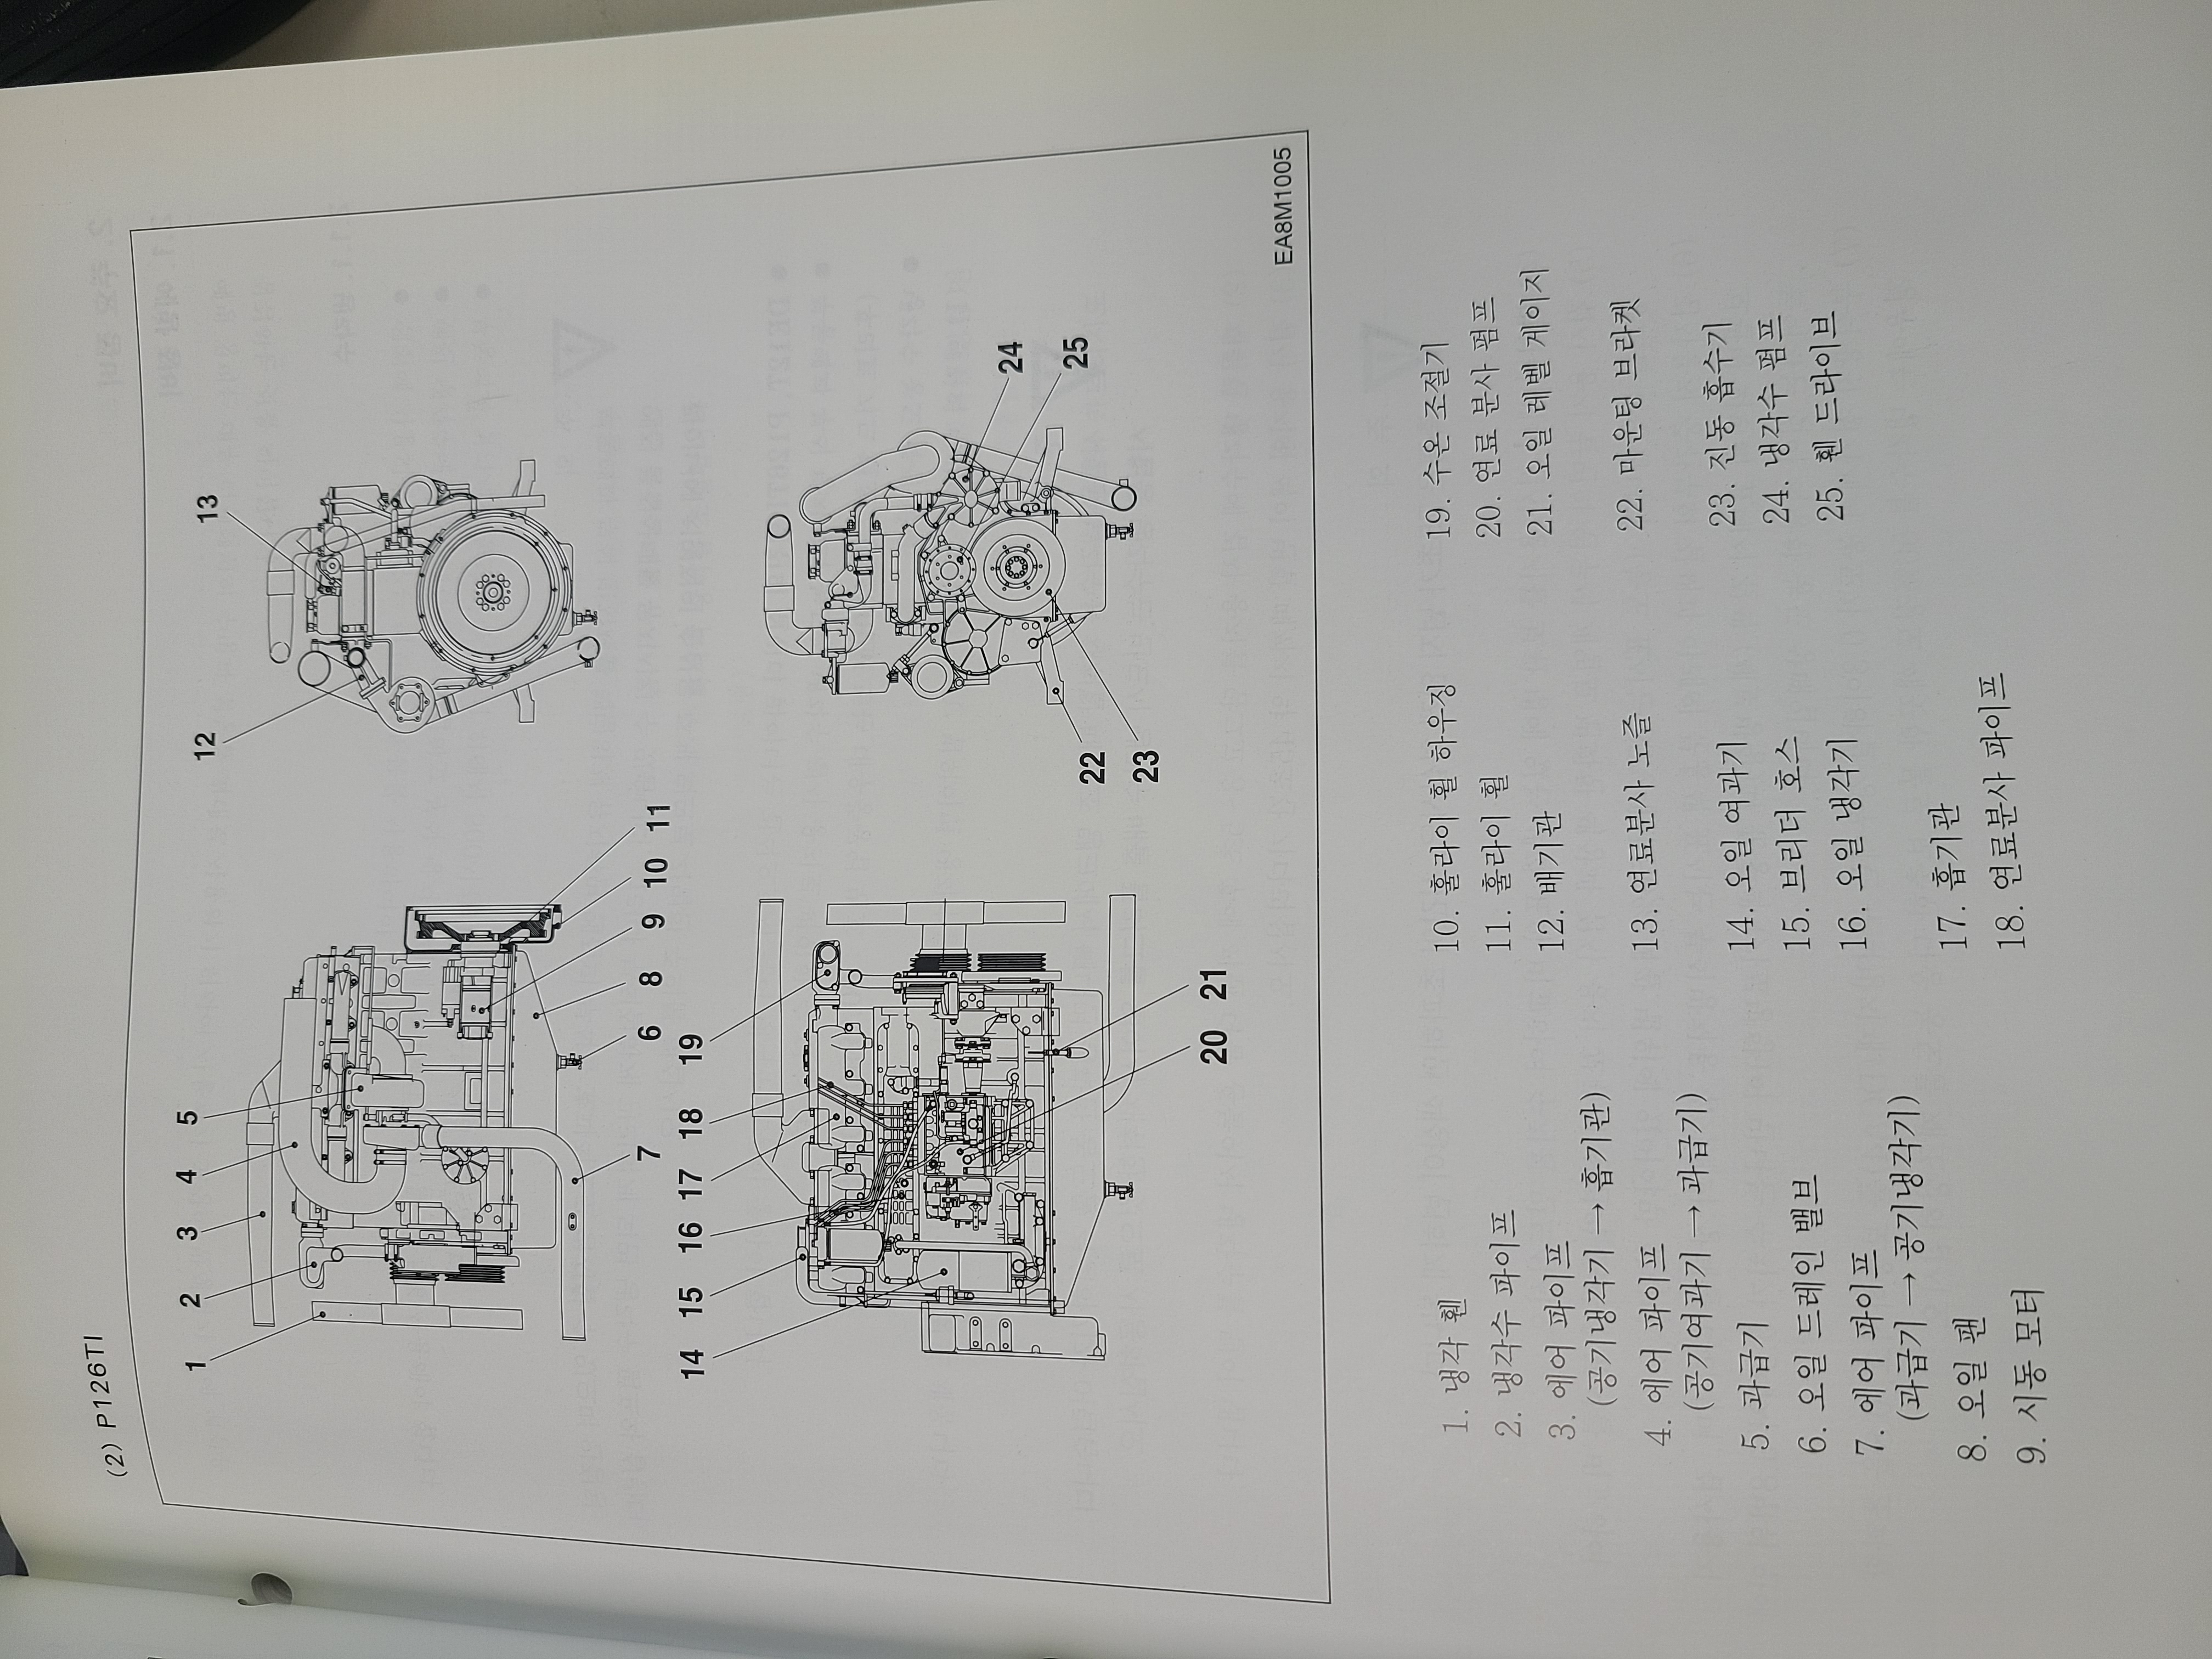 (2) P126TI
1 2 3 4 5 12 13
7 6 8 9 10 11
14 15 16 17 18 19
24
25
22
23
20 21
EA8M1005
1. 냉각 휀
2. 냉각수 파이프
3. 에어 파이프
(공기냉각기 → 흡기관)
4. 에어 파이프
(공기여과기 → 과급기)
5. 과급기
6. 오일 드레인 밸브
7. 에어 파이프
(과급기 → 공기냉각기)
8. 오일 팬
9. 시동 모터
10. 훌라이 휠 하우징
11. 훌라이 휠
12. 배기관
13. 연료분사 노즐
14. 오일 여과기
15. 브리더 호스
16. 오일 냉각기
17. 흡기관
18. 연료분사 파이프
19. 수온 조절기
20. 연료 분사 펌프
21. 오일 레벨 게이지
22. 마운팅 브라켓
23. 진동 흡수기
24. 냉각수 펌프
25. 휀 드라이브